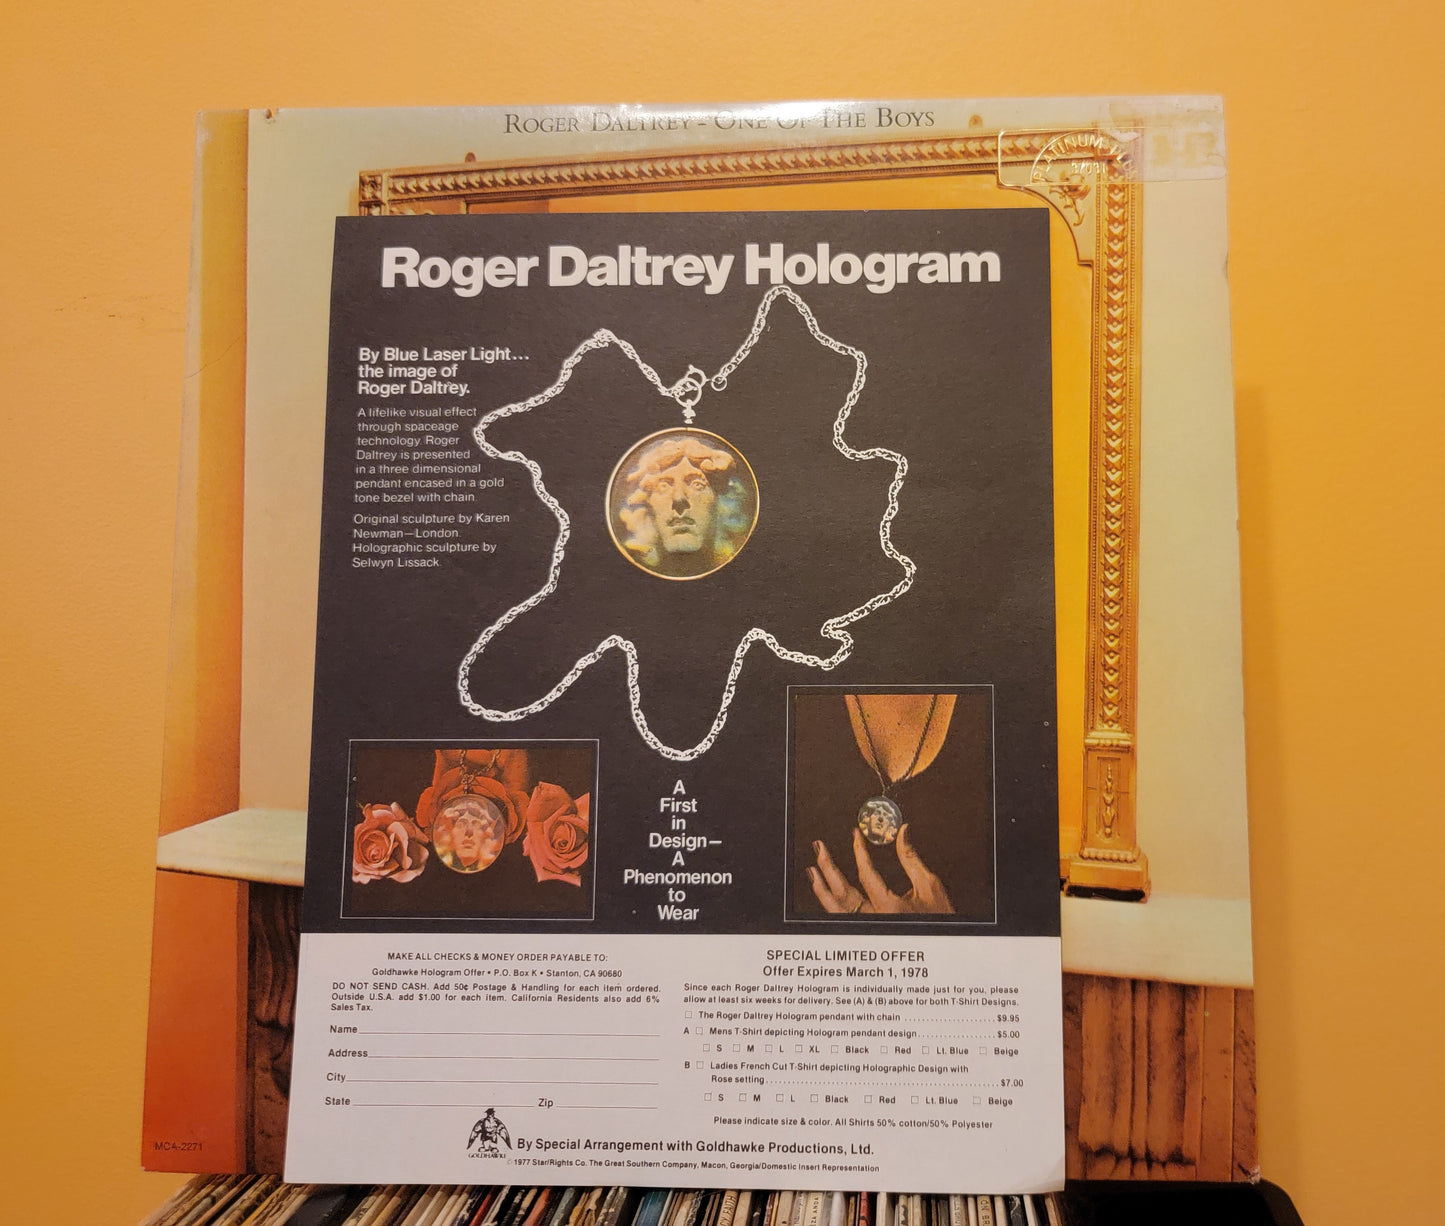 ROGER DALTREY - ONE OF THE BOYS
PLATINUM PLUS
Roger Daltrey Hologram
By Blue Laser Light...
the image of
Roger Daltrey.
A lifelike visual effect
through spaceage
technology. Roger
Daltrey is presented
in a three dimensional
pendant encased in a gold
tone bezel with chain.
Original sculpture by Karen
Newman—London.
Holographic sculpture by
Selwyn Lissack.
A
First
in
Design—
A
Phenomenon
to
Wear
MAKE ALL CHECKS & MONEY ORDER PAYABLE TO:
Goldhawke Hologram Offer • P.O. Box K • Stanton, CA 90680
DO NOT SEND CASH. Add 50¢ Postage & Handling for each item ordered.
Outside U.S.A. add $1.00 for each item. California Residents also add 6%
Sales Tax.
Name
Address
City
State Zip
SPECIAL LIMITED OFFER
Offer Expires March 1, 1978
Since each Roger Daltrey Hologram is individually made just for you, please
allow at least six weeks for delivery. See (A) & (B) above for both T-Shirt Designs.
The Roger Daltrey Hologram pendant with chain ..................... $9.95
A Mens T-Shirt depicting Hologram pendant design.................. $5.00
S M L XL Black Red Lt. Blue Beige
B Ladies French Cut T-Shirt depicting Holographic Design with
Rose setting...................................................... $7.00
S M L Black Red Lt. Blue Beige
Please indicate size & color. All Shirts 50% cotton/50% Polyester
GOLDHAWKE
By Special Arrangement with Goldhawke Productions, Ltd.
©1977 Star/Rights Co. The Great Southern Company, Macon, Georgia/Domestic Insert Representation
MCA-2271